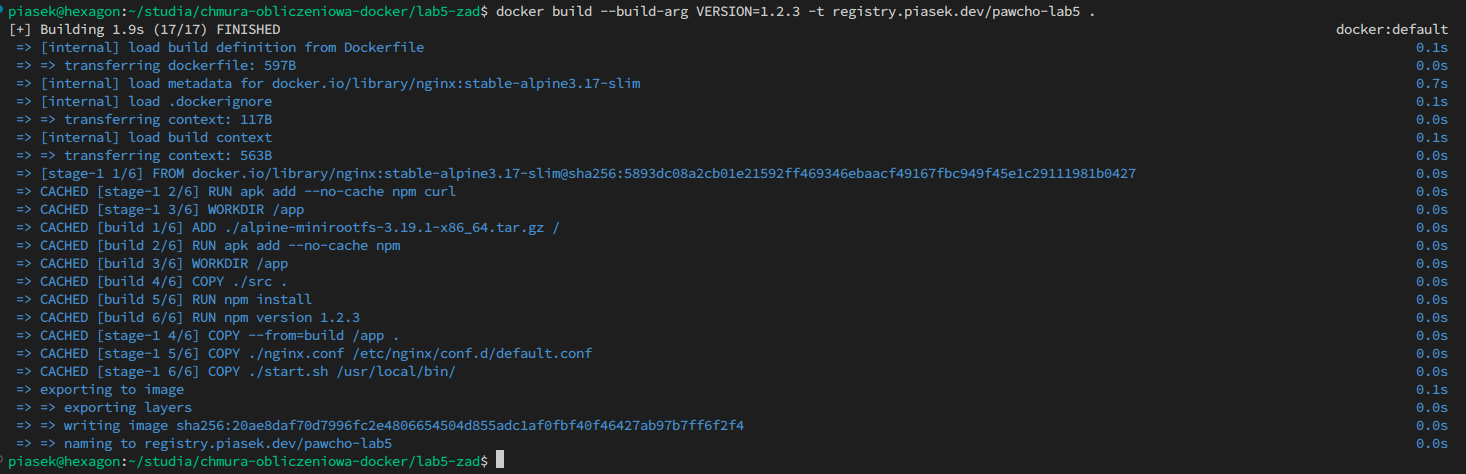 piasek@hexagon:~/studia/chmura-obliczeniowa-docker/lab5-zad$ docker build --build-arg VERSION=1.2.3 -t registry.piasek.dev/pawcho-lab5 .
[+] Building 1.9s (17/17) FINISHED docker:default
=> [internal] load build definition from Dockerfile 0.1s
=> => transferring dockerfile: 597B 0.0s
=> [internal] load metadata for docker.io/library/nginx:stable-alpine3.17-slim 0.7s
=> [internal] load .dockerignore 0.1s
=> => transferring context: 117B 0.0s
=> [internal] load build context 0.1s
=> => transferring context: 563B 0.0s
=> [stage-1 1/6] FROM docker.io/library/nginx:stable-alpine3.17-slim@sha256:5893dc08a2cb01e21592ff469346ebaacf49167fbc949f45e1c29111981b0427 0.0s
=> CACHED [stage-1 2/6] RUN apk add --no-cache npm curl 0.0s
=> CACHED [stage-1 3/6] WORKDIR /app 0.0s
=> CACHED [build 1/6] ADD ./alpine-minirootfs-3.19.1-x86_64.tar.gz / 0.0s
=> CACHED [build 2/6] RUN apk add --no-cache npm 0.0s
=> CACHED [build 3/6] WORKDIR /app 0.0s
=> CACHED [build 4/6] COPY ./src . 0.0s
=> CACHED [build 5/6] RUN npm install 0.0s
=> CACHED [build 6/6] RUN npm version 1.2.3 0.0s
=> CACHED [stage-1 4/6] COPY --from=build /app . 0.0s
=> CACHED [stage-1 5/6] COPY ./nginx.conf /etc/nginx/conf.d/default.conf 0.0s
=> CACHED [stage-1 6/6] COPY ./start.sh /usr/local/bin/ 0.0s
=> exporting to image 0.1s
=> => exporting layers 0.0s
=> => writing image sha256:20ae8daf70d7996fc2e4806654504d855adc1af0fbf40f46427ab97b7ff6f2f4 0.0s
=> => naming to registry.piasek.dev/pawcho-lab5 0.0s
piasek@hexagon:~/studia/chmura-obliczeniowa-docker/lab5-zad$